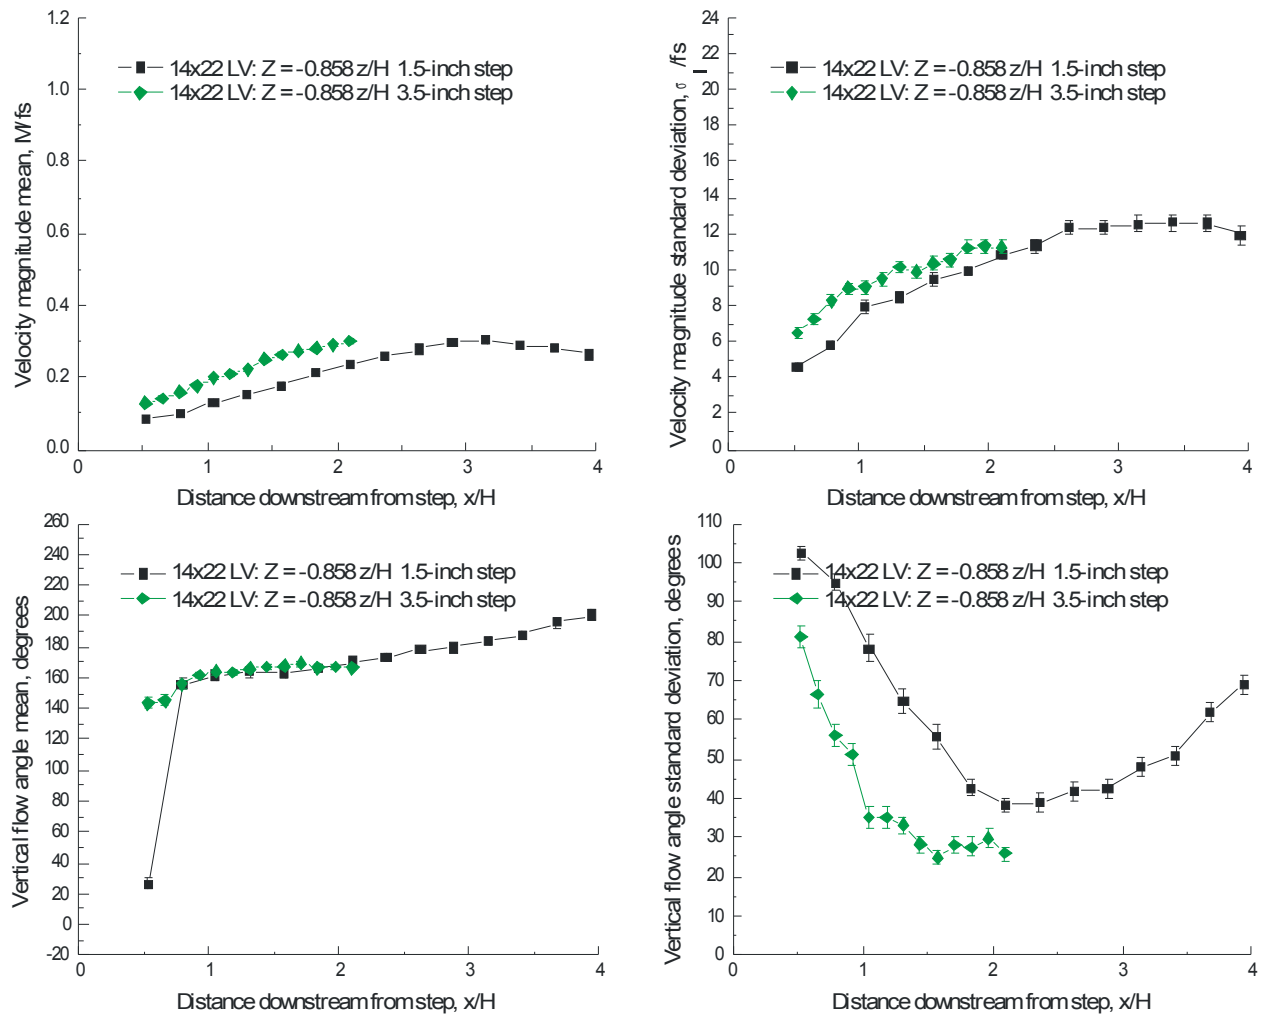 1.2
1.0
0.8
0.6
0.4
0.2
0.0
Velocity magnitude mean, M/fs
14x22 LV: Z = -0.858 z/H 1.5-inch step
14x22 LV: Z = -0.858 z/H 3.5-inch step
0 1 2 3 4
Distance downstream from step, x/H
24
22
20
18
16
14
12
10
8
6
4
2
0
Velocity magnitude standard deviation, σ /fs
14x22 LV: Z = -0.858 z/H 1.5-inch step
14x22 LV: Z = -0.858 z/H 3.5-inch step
0 1 2 3 4
Distance downstream from step, x/H
260
240
220
200
180
160
140
120
100
80
60
40
20
0
-20
Vertical flow angle mean, degrees
14x22 LV: Z = -0.858 z/H 1.5-inch step
14x22 LV: Z = -0.858 z/H 3.5-inch step
0 1 2 3 4
Distance downstream from step, x/H
110
100
90
80
70
60
50
40
30
20
10
0
Vertical flow angle standard deviation, degrees
14x22 LV: Z = -0.858 z/H 1.5-inch step
14x22 LV: Z = -0.858 z/H 3.5-inch step
0 1 2 3 4
Distance downstream from step, x/H